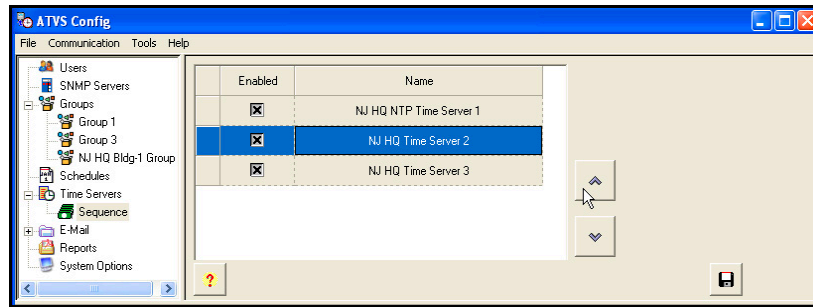 ATVS Config
File Communication Tools Help
Users
SNMP Servers
Groups
Group 1
Group 3
NJ HQ Bldg-1 Group
Schedules
Time Servers
Sequence
E-Mail
Reports
System Options
Enabled Name
NJ HQ NTP Time Server 1
NJ HQ Time Server 2
NJ HQ Time Server 3
?